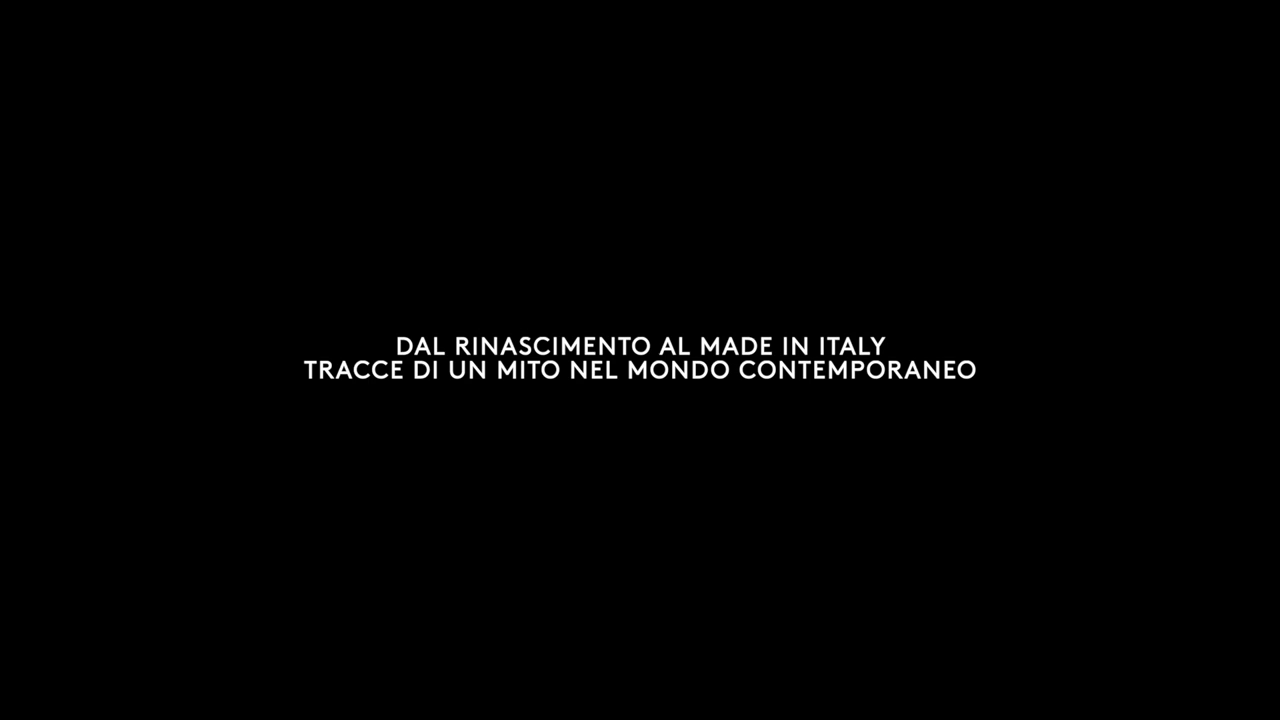 DAL RINASCIMENTO AL MADE IN ITALY
TRACCE DI UN MITO NEL MONDO CONTEMPORANEO